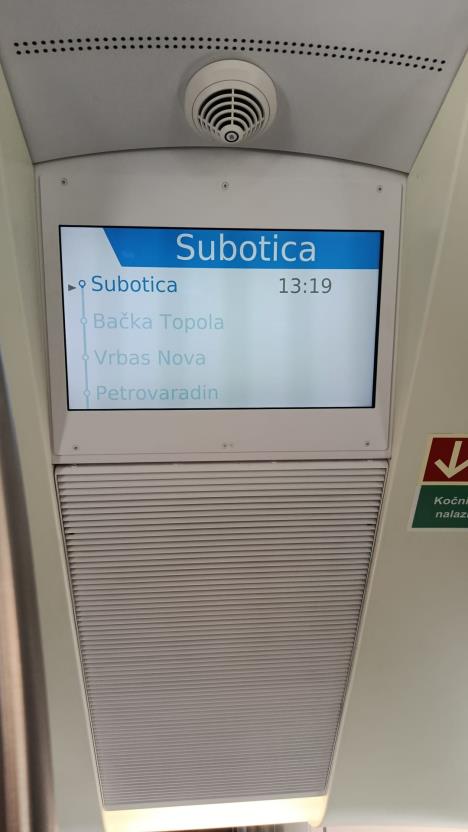 Subotica
Subotica 13:19
Bačka Topola
Vrbas Nova
Petrovaradin